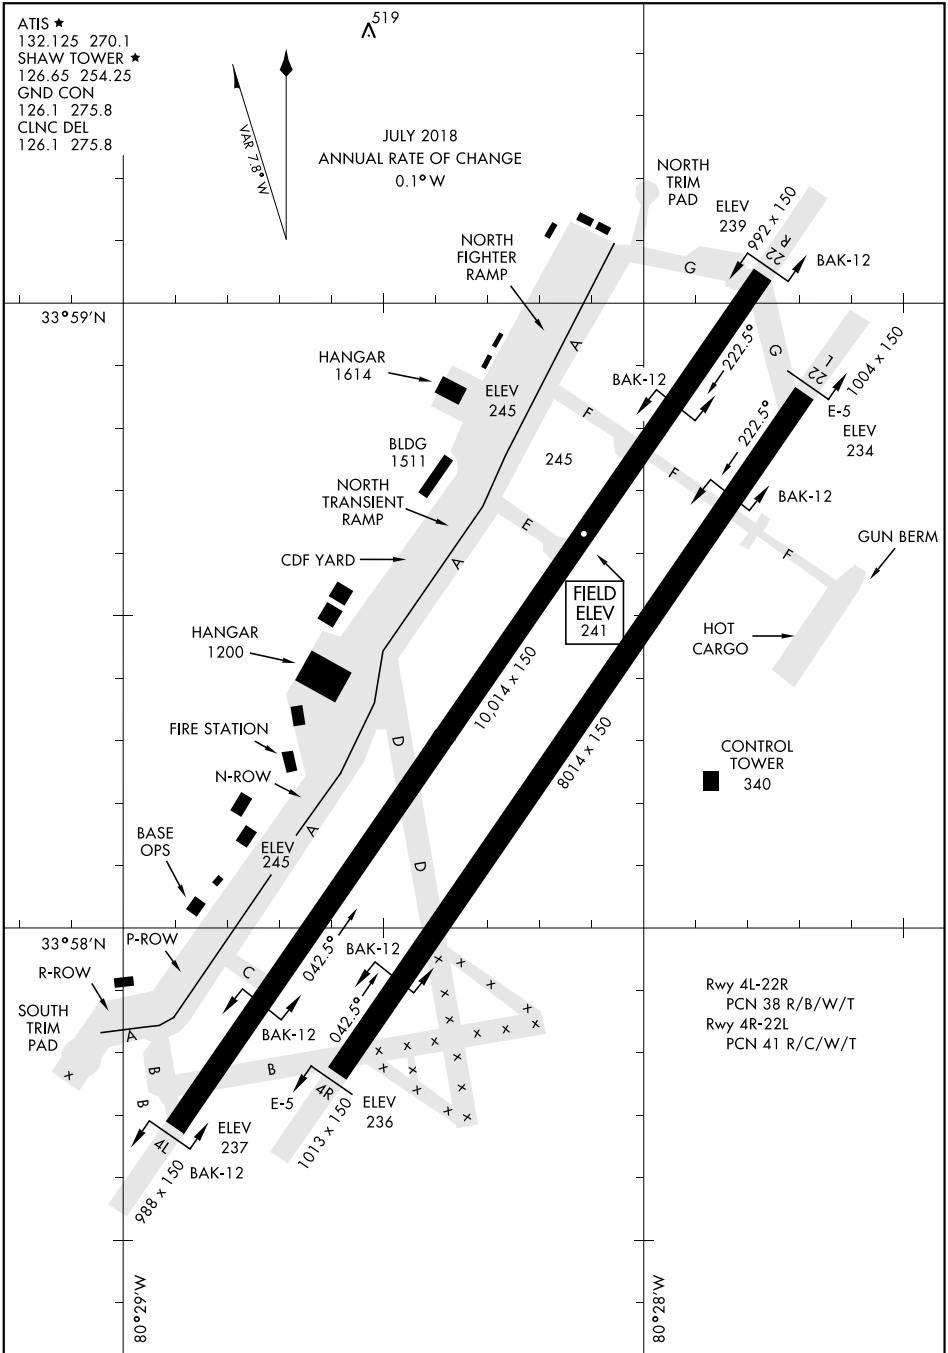 ATIS ★
132.125 270.1
SHAW TOWER ★
126.65 254.25
GND CON
126.1 275.8
CLNC DEL
126.1 275.8
519
VAR 7.8° W
JULY 2018
ANNUAL RATE OF CHANGE
0.1° W
NORTH
TRIM
PAD
ELEV
239
992 x 150
22 R
BAK-12
NORTH
FIGHTER
RAMP
G
33°59'N
HANGAR
1614
ELEV
245
A
BAK-12
222.5°
G
22 L
1004 x 150
E-5
ELEV
234
F
222.5°
BLDG
1511
245
F
BAK-12
NORTH
TRANSIENT
RAMP
E
F
GUN BERM
CDF YARD
A
FIELD
ELEV
241
HANGAR
1200
HOT
CARGO
10,014 x 150
FIRE STATION
D
8014 x 150
CONTROL
TOWER
340
N-ROW
A
BASE
OPS
ELEV
245
D
33°58'N
P-ROW
042.5°
BAK-12
R-ROW
C
x
x
x
x
Rwy 4L-22R
PCN 38 R/B/W/T
Rwy 4R-22L
PCN 41 R/C/W/T
SOUTH
TRIM
PAD
A
BAK-12
042.5°
x
x
x
x
x
x
x
x
x
x
B
B
x
B
E-5
4R
ELEV
236
x
x
x
x
ELEV
237
4L
BAK-12
1013 x 150
988 x 150
80°29'W
80°28'W